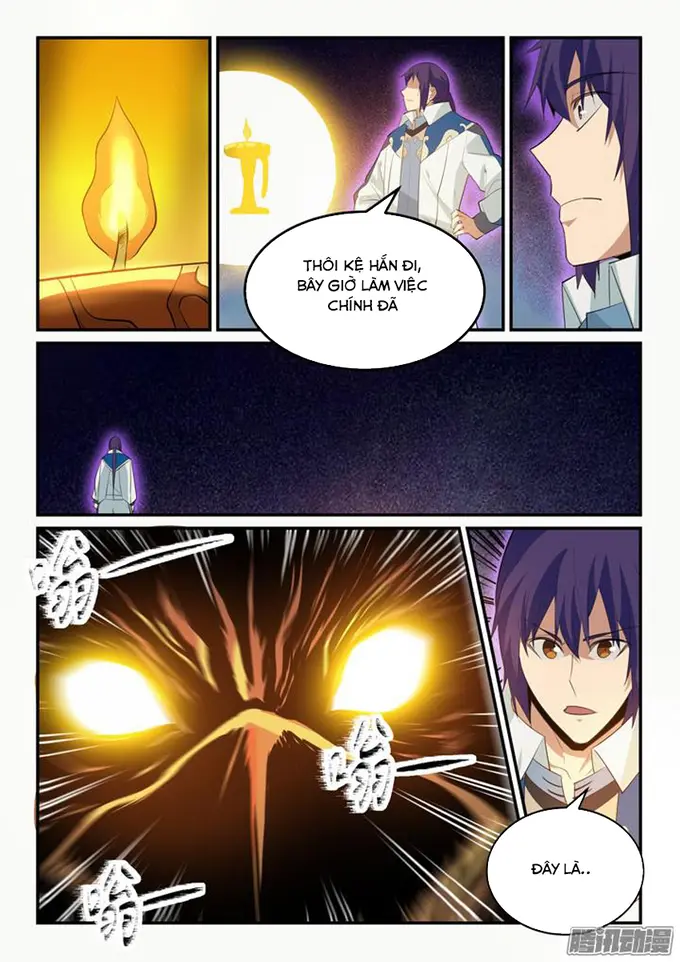 THÔI KỆ HẮN ĐI,
BÂY GIỜ LÀM VIỆC
CHÍNH ĐÃ
嗡—
嗡—
嗡—
ĐÂY LÀ..
腾讯动漫